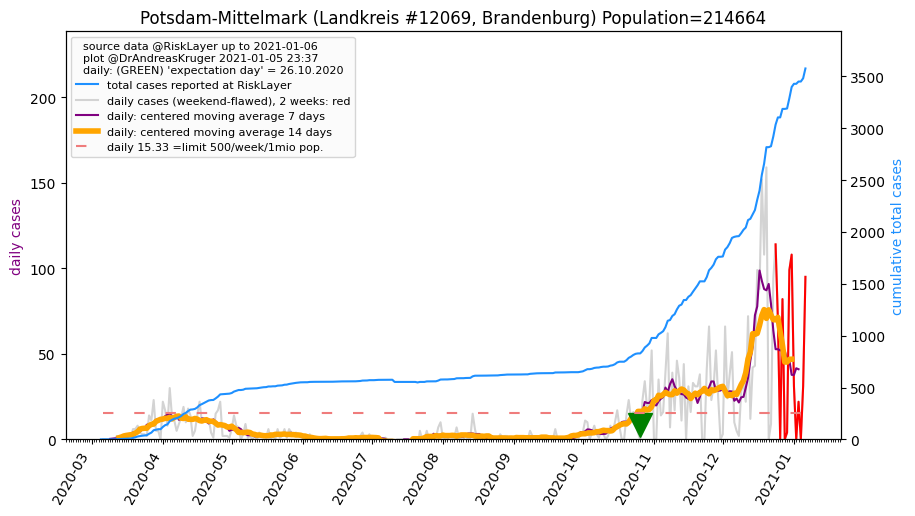 Potsdam-Mittelmark (Landkreis #12069, Brandenburg) Population=214664
source data @RiskLayer up to 2021-01-06
plot @DrAndreasKruger 2021-01-05 23:37
daily: (GREEN) 'expectation day' = 26.10.2020
total cases reported at RiskLayer
daily cases (weekend-flawed), 2 weeks: red
daily: centered moving average 7 days
daily: centered moving average 14 days
daily 15.33 =limit 500/week/1mio pop.
daily cases
200
150
100
50
0
cumulative total cases
3500
3000
2500
2000
1500
1000
500
0
2020-03
2020-04
2020-05
2020-06
2020-07
2020-08
2020-09
2020-10
2020-11
2020-12
2021-01